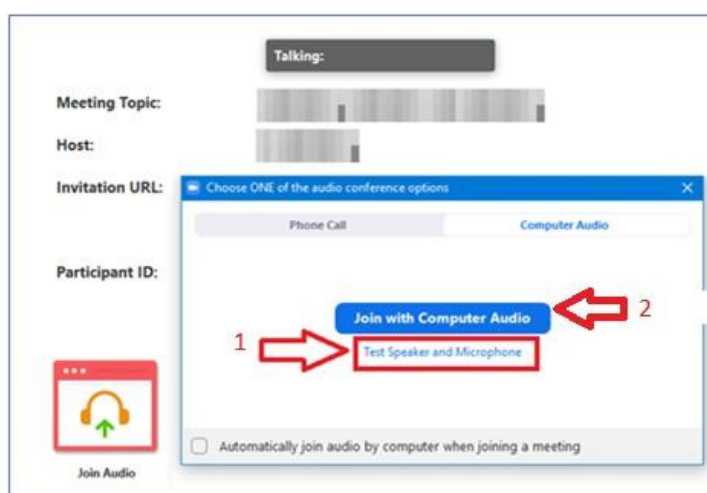 Talking:
Meeting Topic:
Host:
Invitation URL:
Choose ONE of the audio conference options
Phone Call
Computer Audio
Participant ID:
Join with Computer Audio
2
1
Test Speaker and Microphone
Automatically join audio by computer when joining a meeting
Join Audio